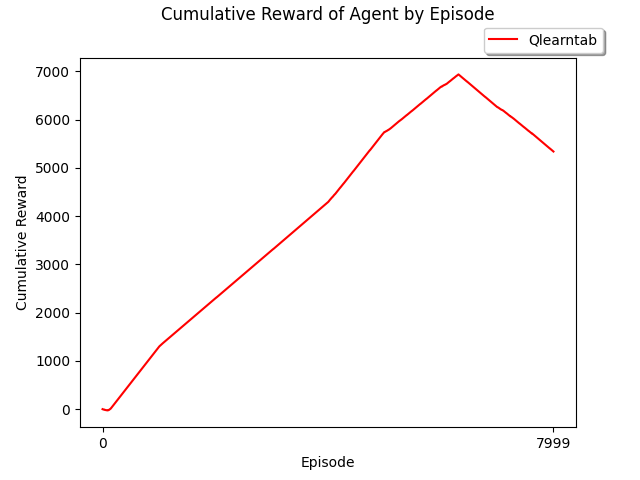 Cumulative Reward of Agent by Episode
Qlearntab
7000
6000
5000
4000
3000
2000
1000
0
Cumulative Reward
0
7999
Episode